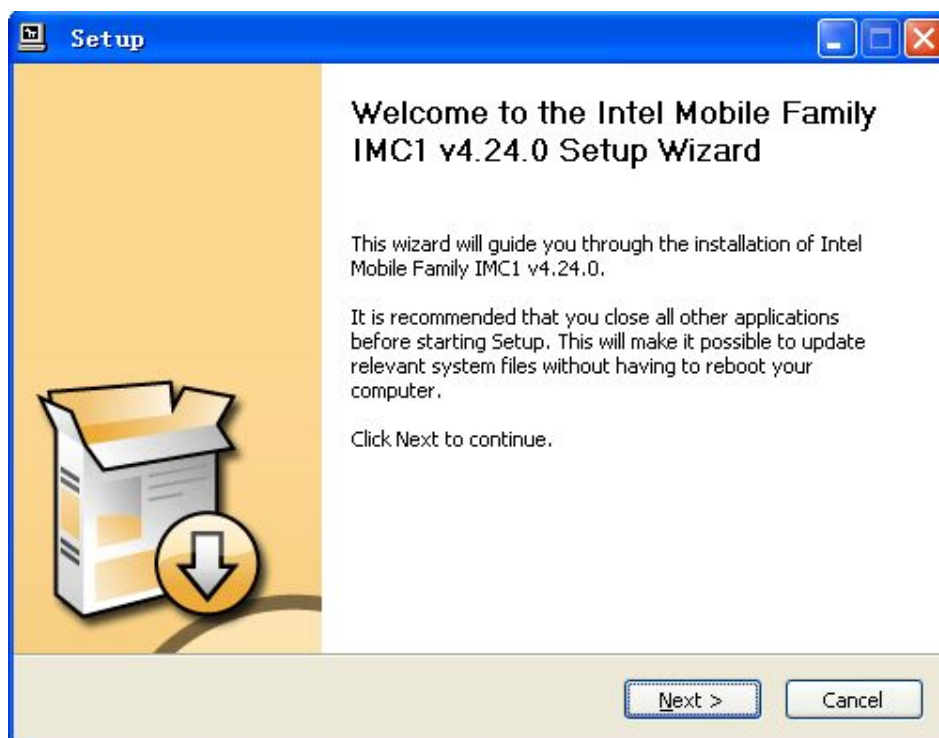 Setup
Welcome to the Intel Mobile Family
IMC1 v4.24.0 Setup Wizard
This wizard will guide you through the installation of Intel
Mobile Family IMC1 v4.24.0.
It is recommended that you close all other applications
before starting Setup. This will make it possible to update
relevant system files without having to reboot your
computer.
Click Next to continue.
Next >
Cancel